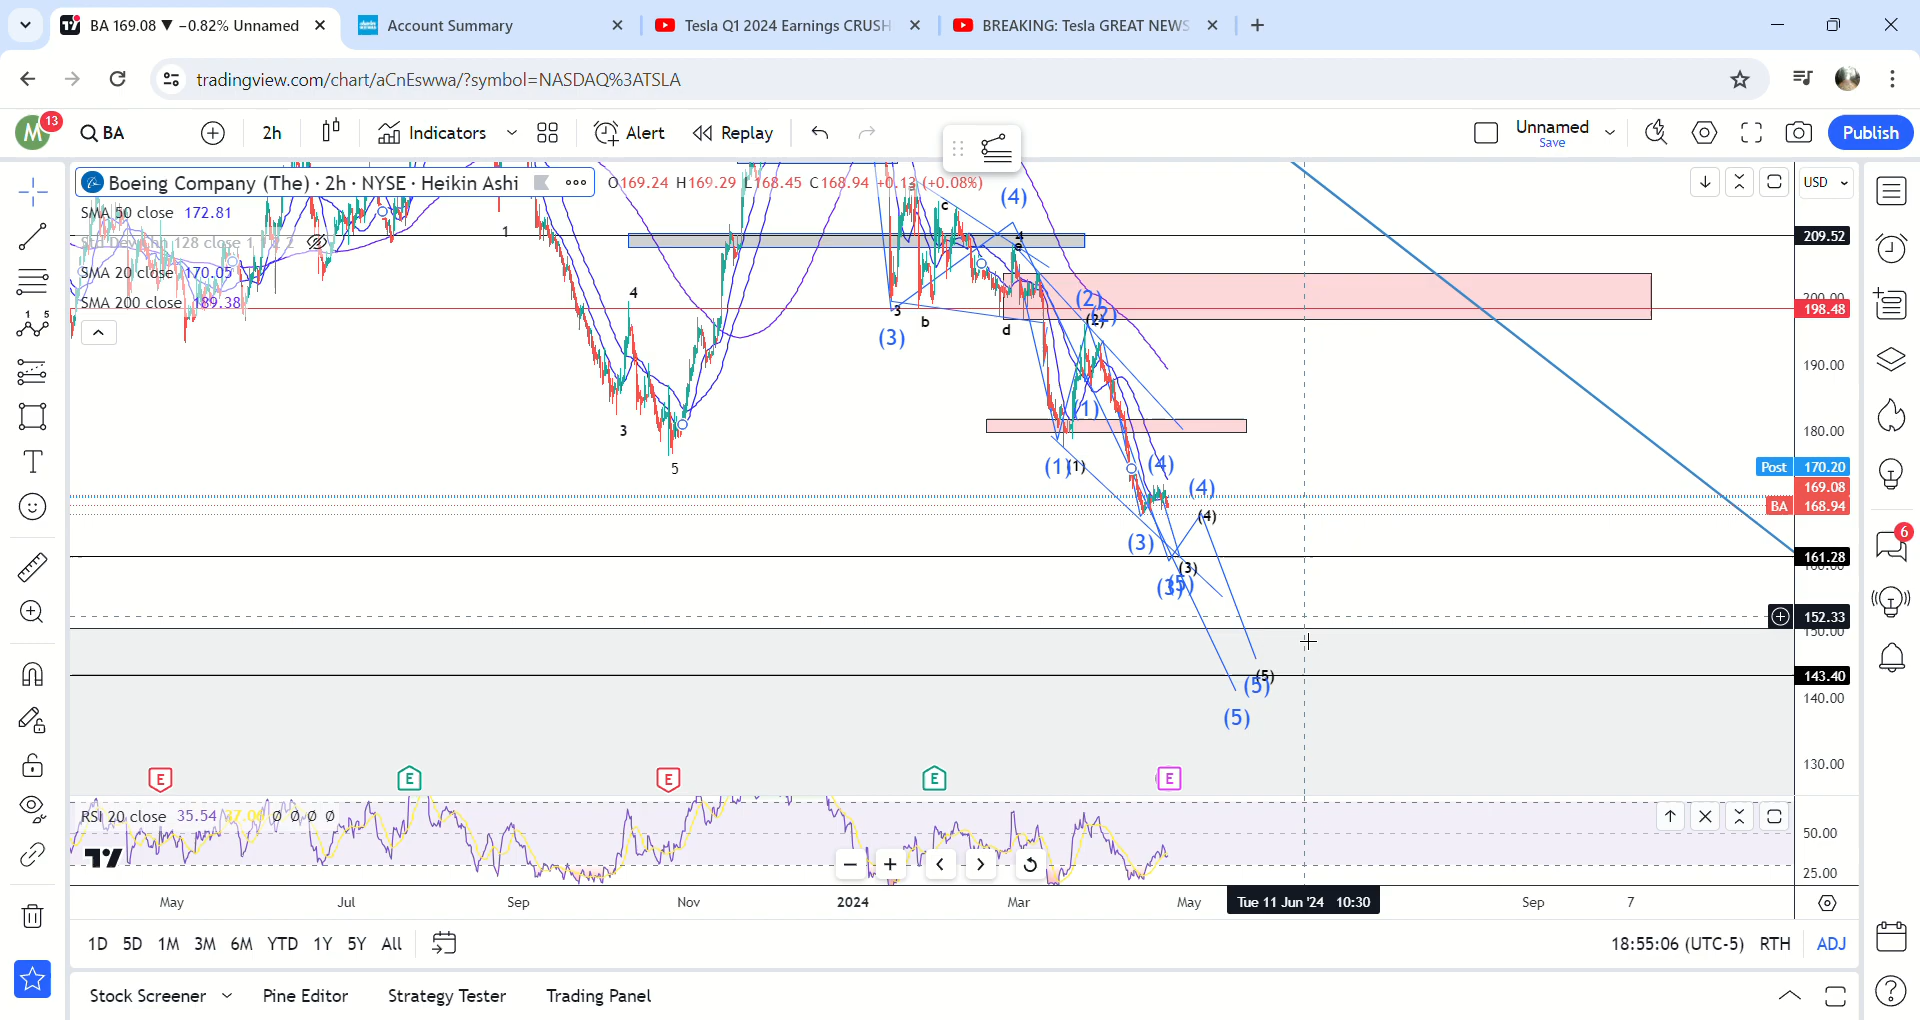 BA 169.08 ▼ −0.82% Unnamed
Account Summary
Tesla Q1 2024 Earnings CRUSH
BREAKING: Tesla GREAT NEWS
tradingview.com/chart/aCnEswwa/?symbol=NASDAQ%3ATSLA
M 13 BA 2h Indicators Alert Replay Unnamed Save Publish
Boeing Company (The) · 2h · NYSE · Heikin Ashi O169.24 H169.29 L168.45 C168.94 +0.13 (+0.08%) USD
SMA 50 close 172.81
128 close 1 2
SMA 20 close 170.05
SMA 200 close 189.38
(4)
c
1
209.52
4
200.00
198.48
3
b
d
(3)
(2)
(2)
(2)
190.00
(1)
3
180.00
5
(1)
(1)
(4)
Post 170.20
169.08
BA 168.94
(4)
(4)
(3)
161.28
160.00
(3)
(3)
(5)
152.33
150.00
143.40
(5)
(5)
140.00
(5)
130.00
E E E E E
RSI 20 close 35.54 Ø Ø Ø Ø
50.00
25.00
May Jul Sep Nov 2024 Mar May Tue 11 Jun '24 10:30 Sep 7
1D 5D 1M 3M 6M YTD 1Y 5Y All 18:55:06 (UTC-5) RTH ADJ
Stock Screener Pine Editor Strategy Tester Trading Panel
6